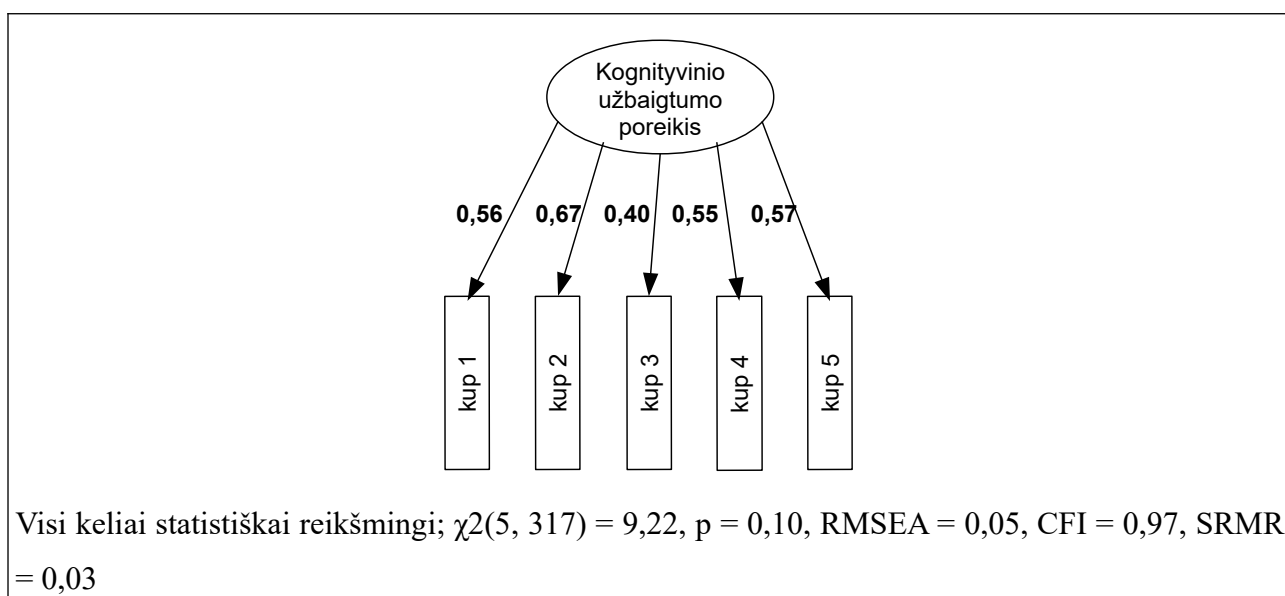 Kognityvinio
užbaigtumo
poreikis
0,56 0,67 0,40 0,55 0,57
kup 1 kup 2 kup 3 kup 4 kup 5
Visi keliai statistiškai reikšmingi; χ2(5, 317) = 9,22, p = 0,10, RMSEA = 0,05, CFI = 0,97, SRMR
= 0,03